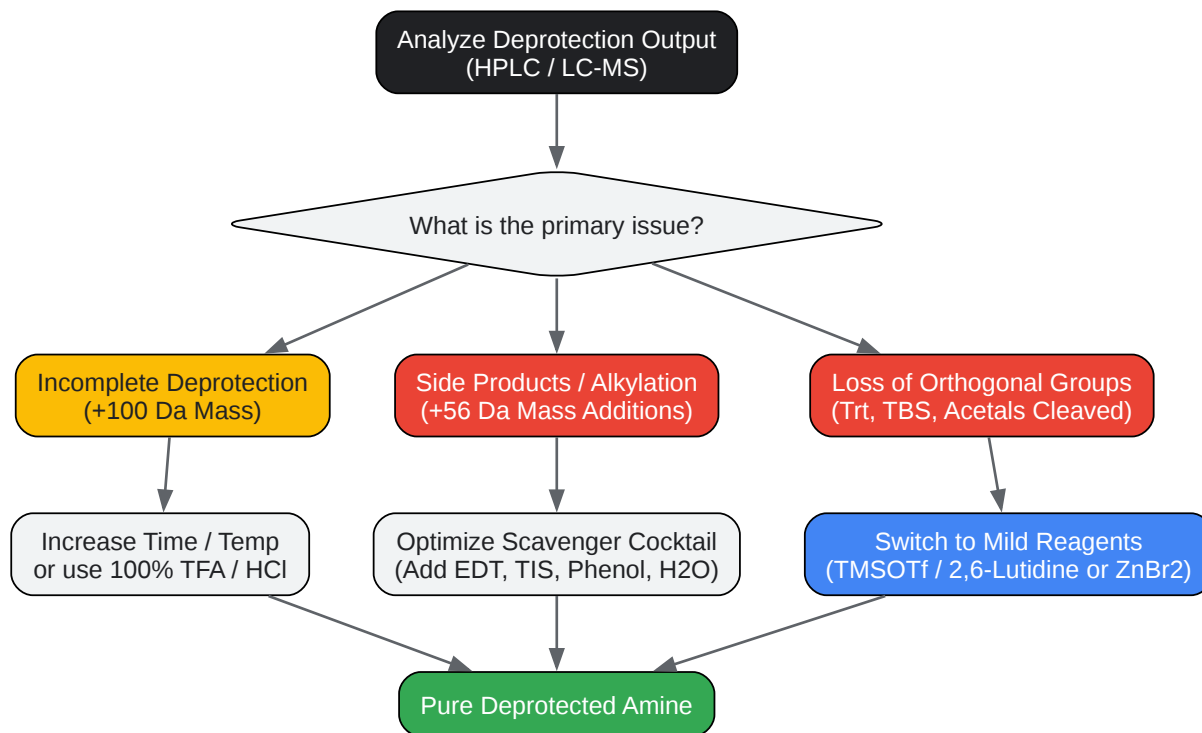 Analyze Deprotection Output
(HPLC / LC-MS)
What is the primary issue?
Incomplete Deprotection
(+100 Da Mass)
Side Products / Alkylation
(+56 Da Mass Additions)
Loss of Orthogonal Groups
(Trt, TBS, Acetals Cleaved)
Increase Time / Temp
or use 100% TFA / HCl
Optimize Scavenger Cocktail
(Add EDT, TIS, Phenol, H2O)
Switch to Mild Reagents
(TMSOTf / 2,6-Lutidine or ZnBr2)
Pure Deprotected Amine